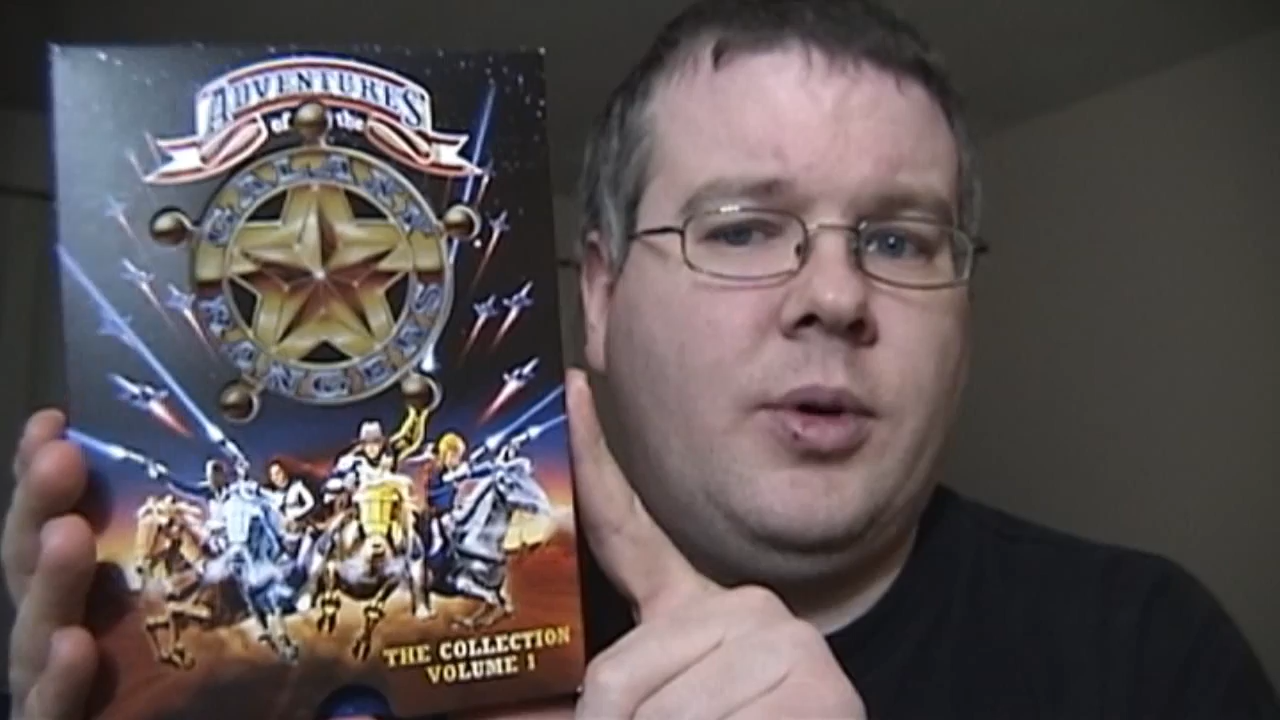 ADVENTURES
of the
GALAXY
RANGERS
THE COLLECTION
VOLUME 1